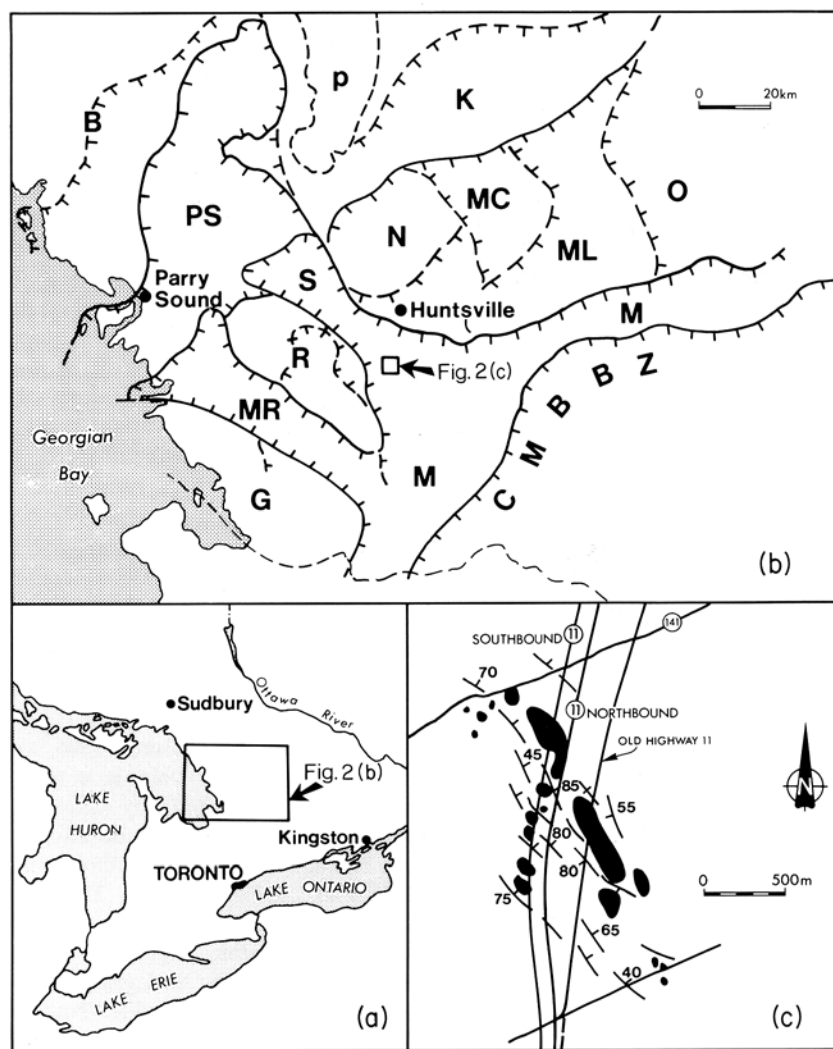 p
K
0 20km
B
PS
MC
O
N
ML
S
Parry
Sound
Huntsville
M
R
Fig. 2(c)
MR
Georgian
Bay
G
M
C M B B Z
(b)
SOUTHBOUND 11
141
70
11 NORTHBOUND
OLD HIGHWAY 11
45
85
55
80
80
75
65
40
N
0 500m
(c)
Sudbury
Ottawa River
Fig. 2(b)
LAKE
HURON
Kingston
TORONTO
LAKE ONTARIO
LAKE ERIE
(a)